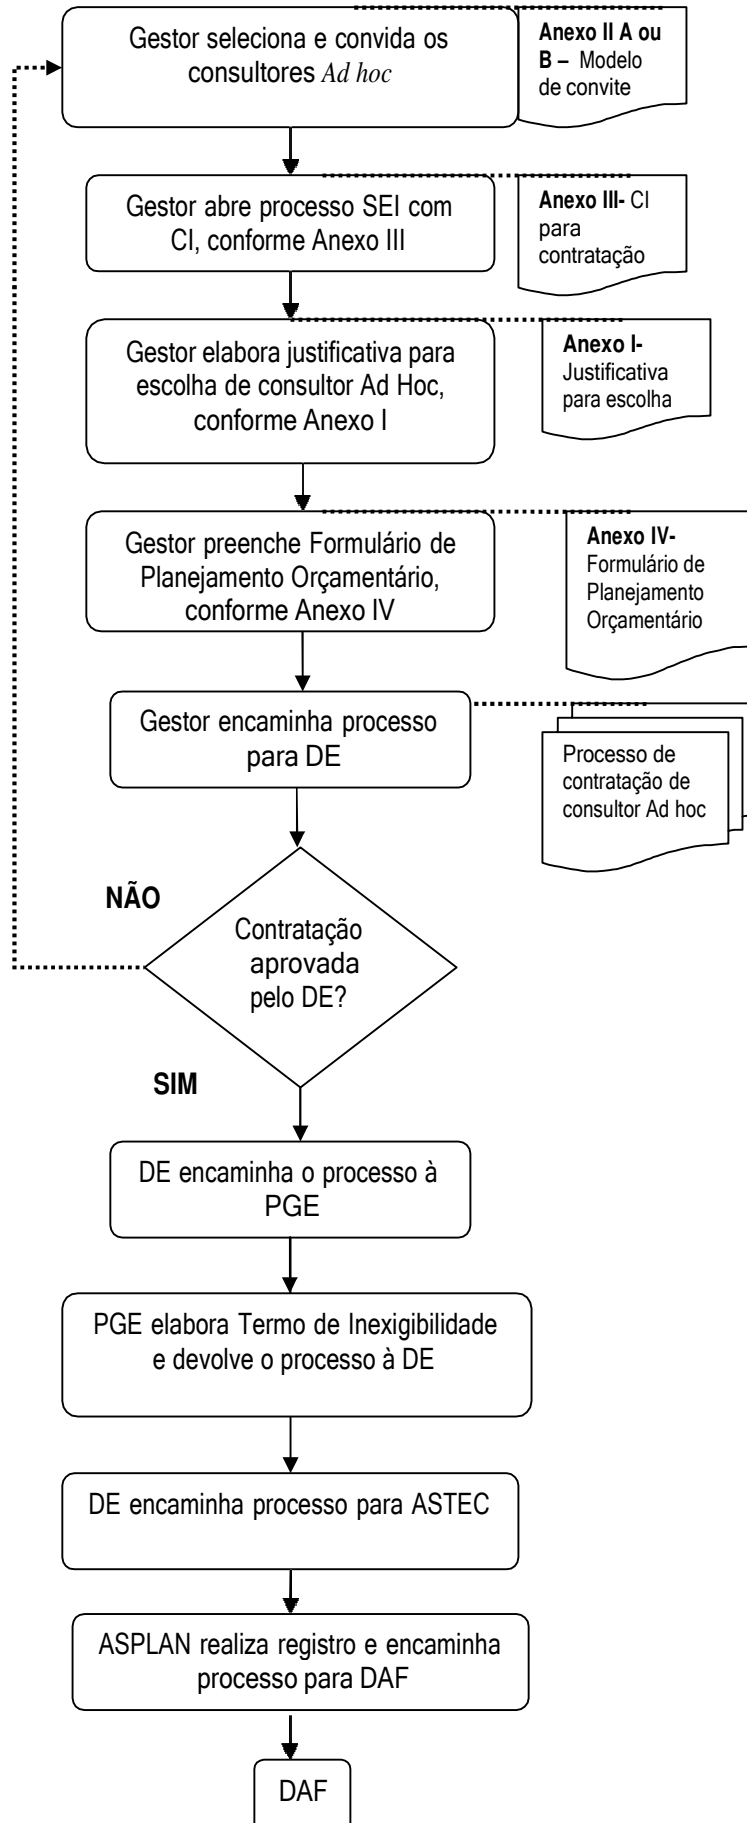 Gestor seleciona e convida os
consultores Ad hoc
Anexo II A ou
B – Modelo
de convite
Gestor abre processo SEI com
CI, conforme Anexo III
Anexo III- CI
para
contratação
Gestor elabora justificativa para
escolha de consultor Ad Hoc,
conforme Anexo I
Anexo I-
Justificativa
para escolha
Gestor preenche Formulário de
Planejamento Orçamentário,
conforme Anexo IV
Anexo IV-
Formulário de
Planejamento
Orçamentário
Gestor encaminha processo
para DE
Processo de
contratação de
consultor Ad hoc
NÃO
Contratação
aprovada
pelo DE?
SIM
DE encaminha o processo à
PGE
PGE elabora Termo de Inexigibilidade
e devolve o processo à DE
DE encaminha processo para ASTEC
ASPLAN realiza registro e encaminha
processo para DAF
DAF